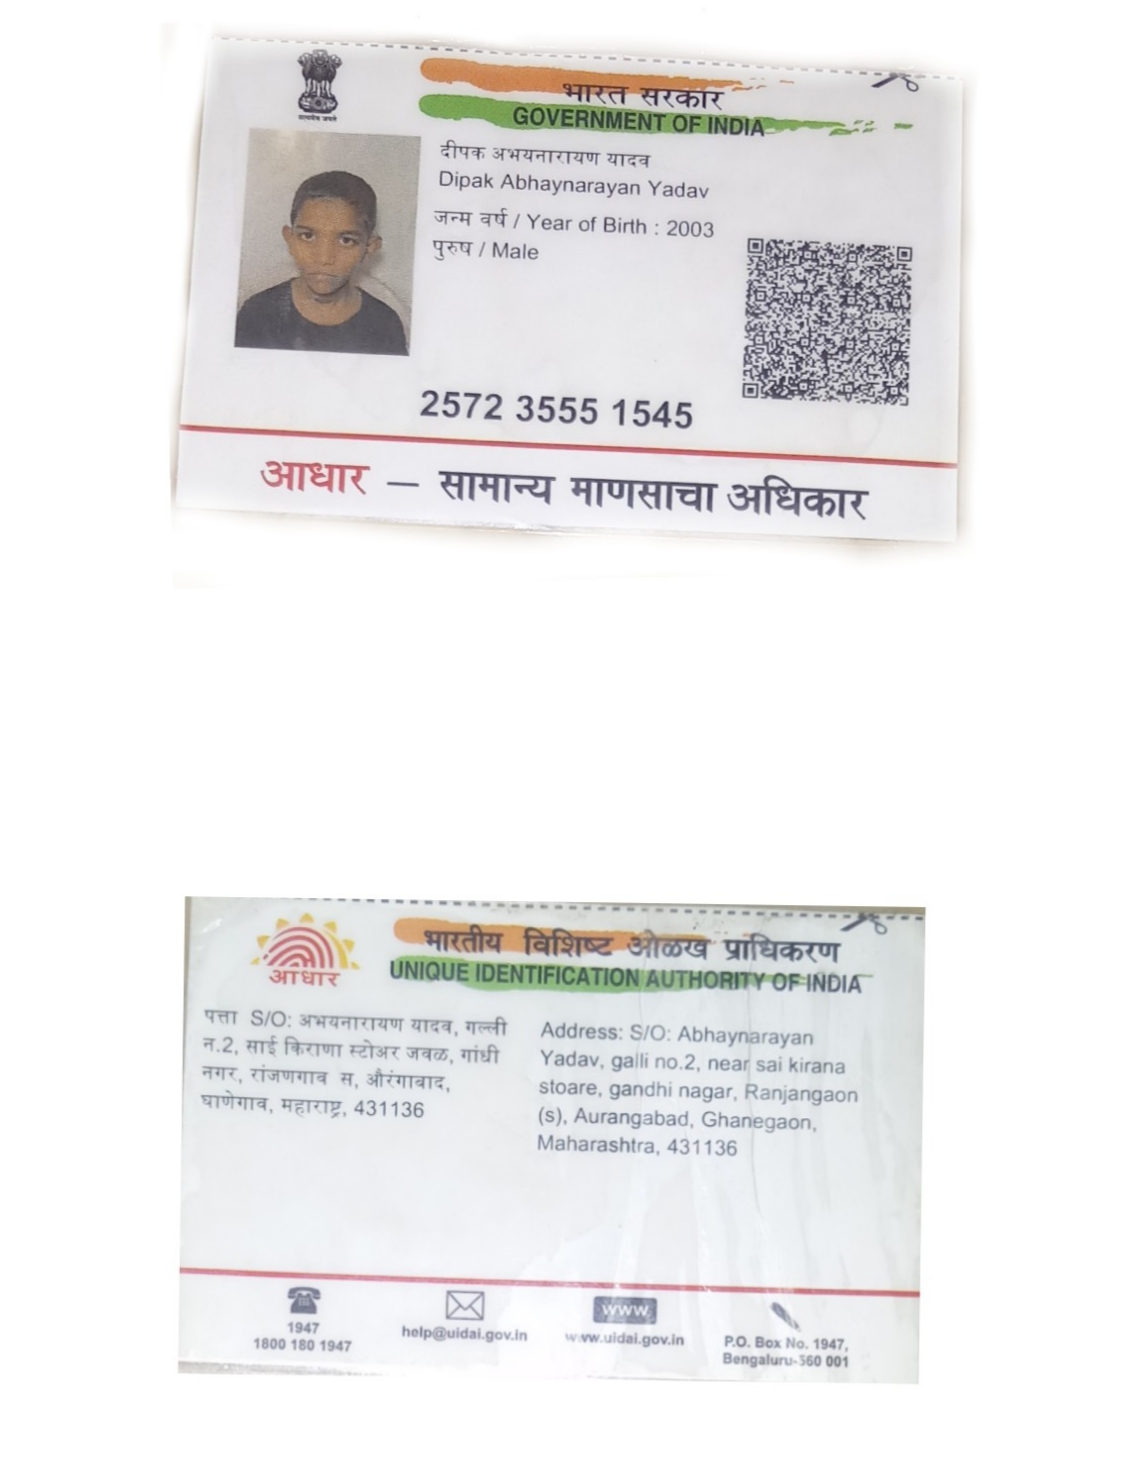 सत्यमेव जयते
भारत सरकार
GOVERNMENT OF INDIA
दीपक अभयनारायण यादव
Dipak Abhaynarayan Yadav
जन्म वर्ष / Year of Birth : 2003
पुरुष / Male
2572 3555 1545
आधार — सामान्य माणसाचा अधिकार
आधार
भारतीय विशिष्ट ओळख प्राधिकरण
UNIQUE IDENTIFICATION AUTHORITY OF INDIA
पत्ता S/O: अभयनारायण यादव, गल्ली
न.2, साई किराणा स्टोअर जवळ, गांधी
नगर, रांजणगाव स, औरंगाबाद,
घाणेगाव, महाराष्ट्र, 431136
Address: S/O: Abhaynarayan
Yadav, galli no.2, near sai kirana
stoare, gandhi nagar, Ranjangaon
(s), Aurangabad, Ghanegaon,
Maharashtra, 431136
1947
1800 180 1947
help@uidai.gov.in
www
www.uidai.gov.in
P.O. Box No. 1947,
Bengaluru-560 001